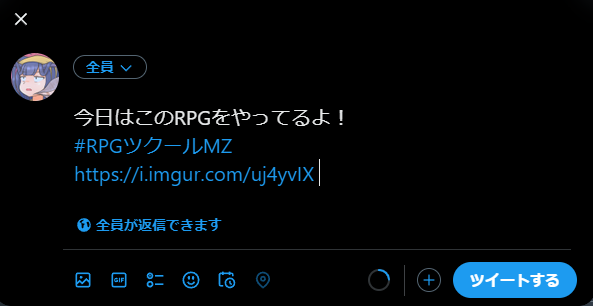 全員
今日はこのRPGをやってるよ！
#RPGツクールMZ
https://i.imgur.com/uj4yvIX
全員が返信できます
GIF
ツイートする